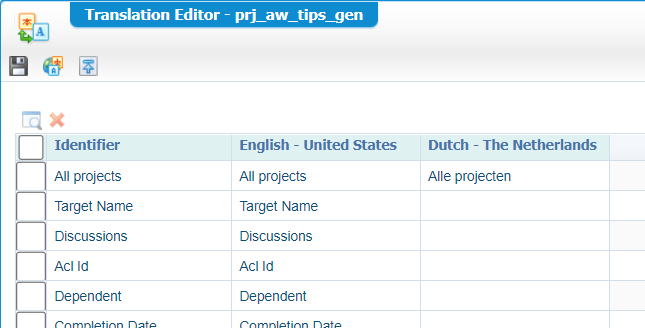 Translation Editor - prj_aw_tips_gen
Identifier English - United States Dutch - The Netherlands
All projects All projects Alle projecten
Target Name Target Name
Discussions Discussions
Acl Id Acl Id
Dependent Dependent
Completion Date Completion Date